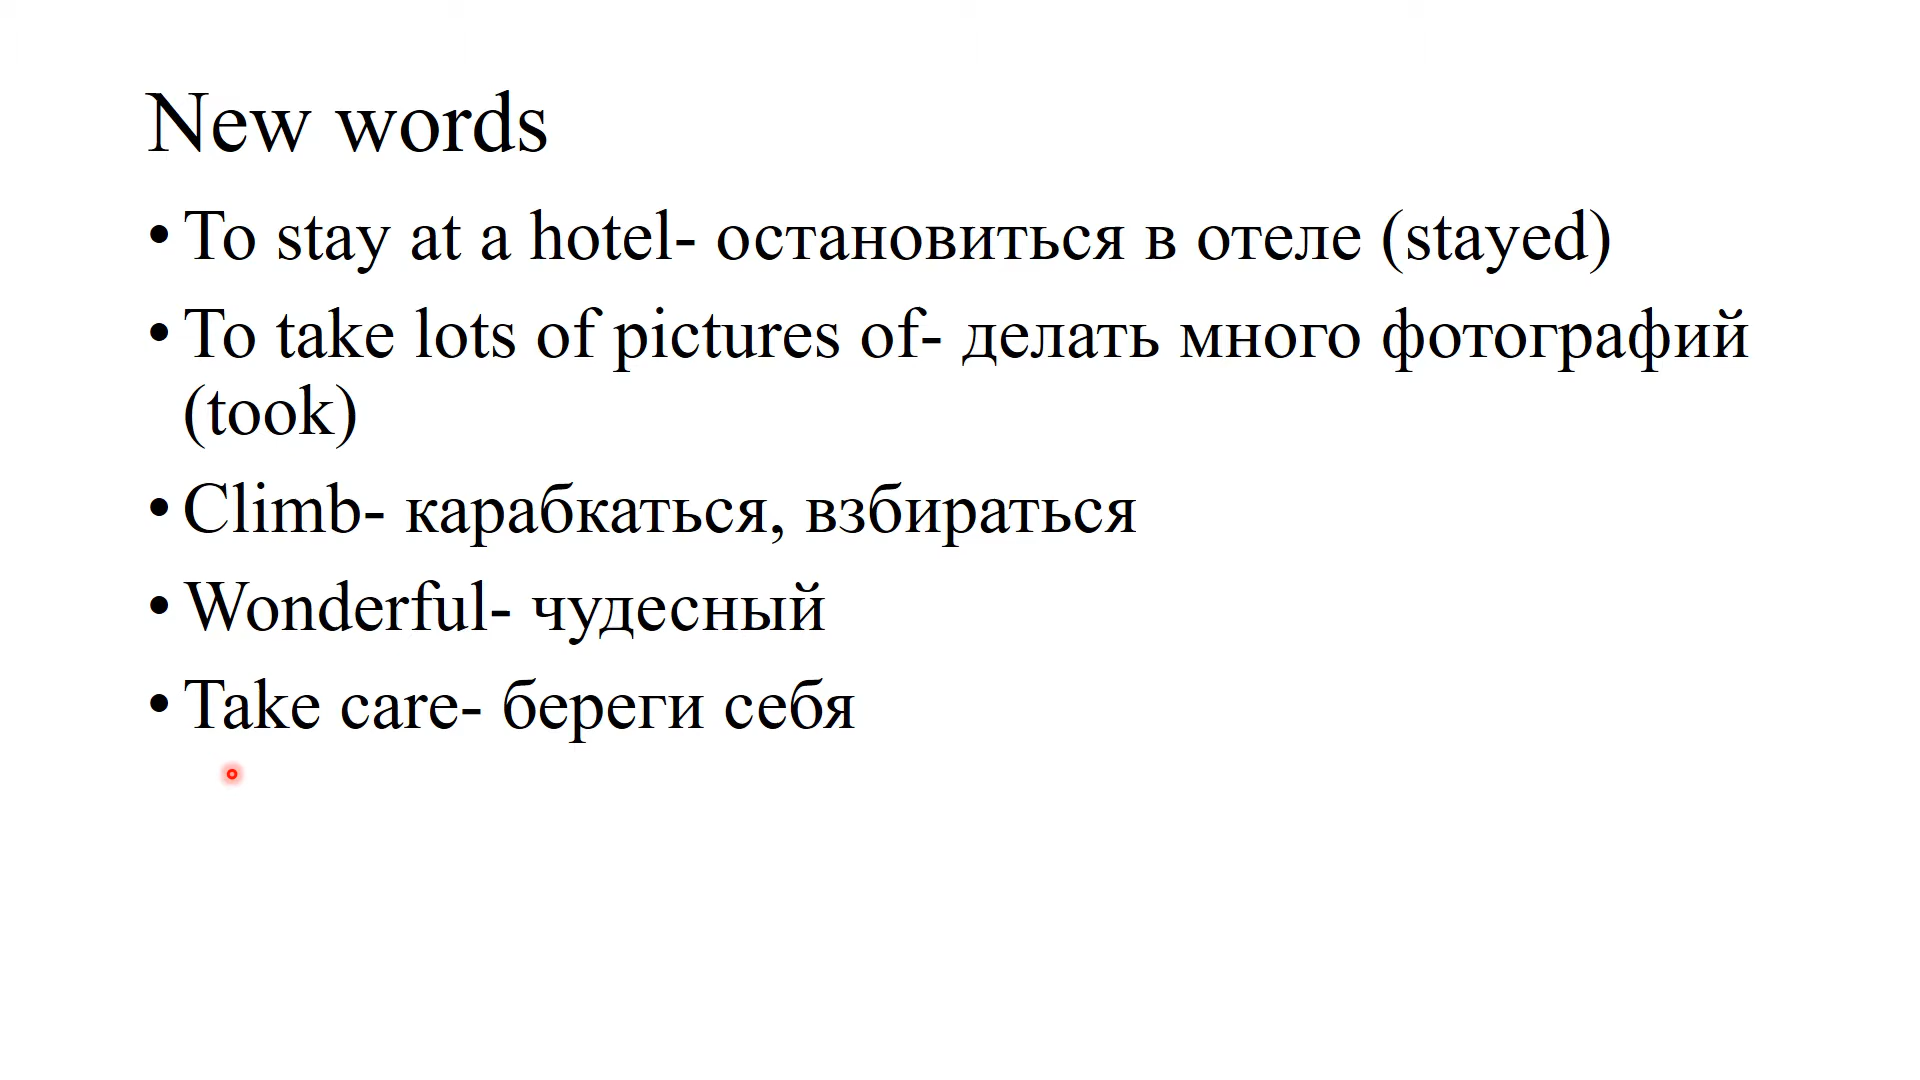 New words
• To stay at a hotel- остановиться в отеле (stayed)
• To take lots of pictures of- делать много фотографий
(took)
• Climb- карабкаться, взбираться
• Wonderful- чудесный
• Take care- береги себя